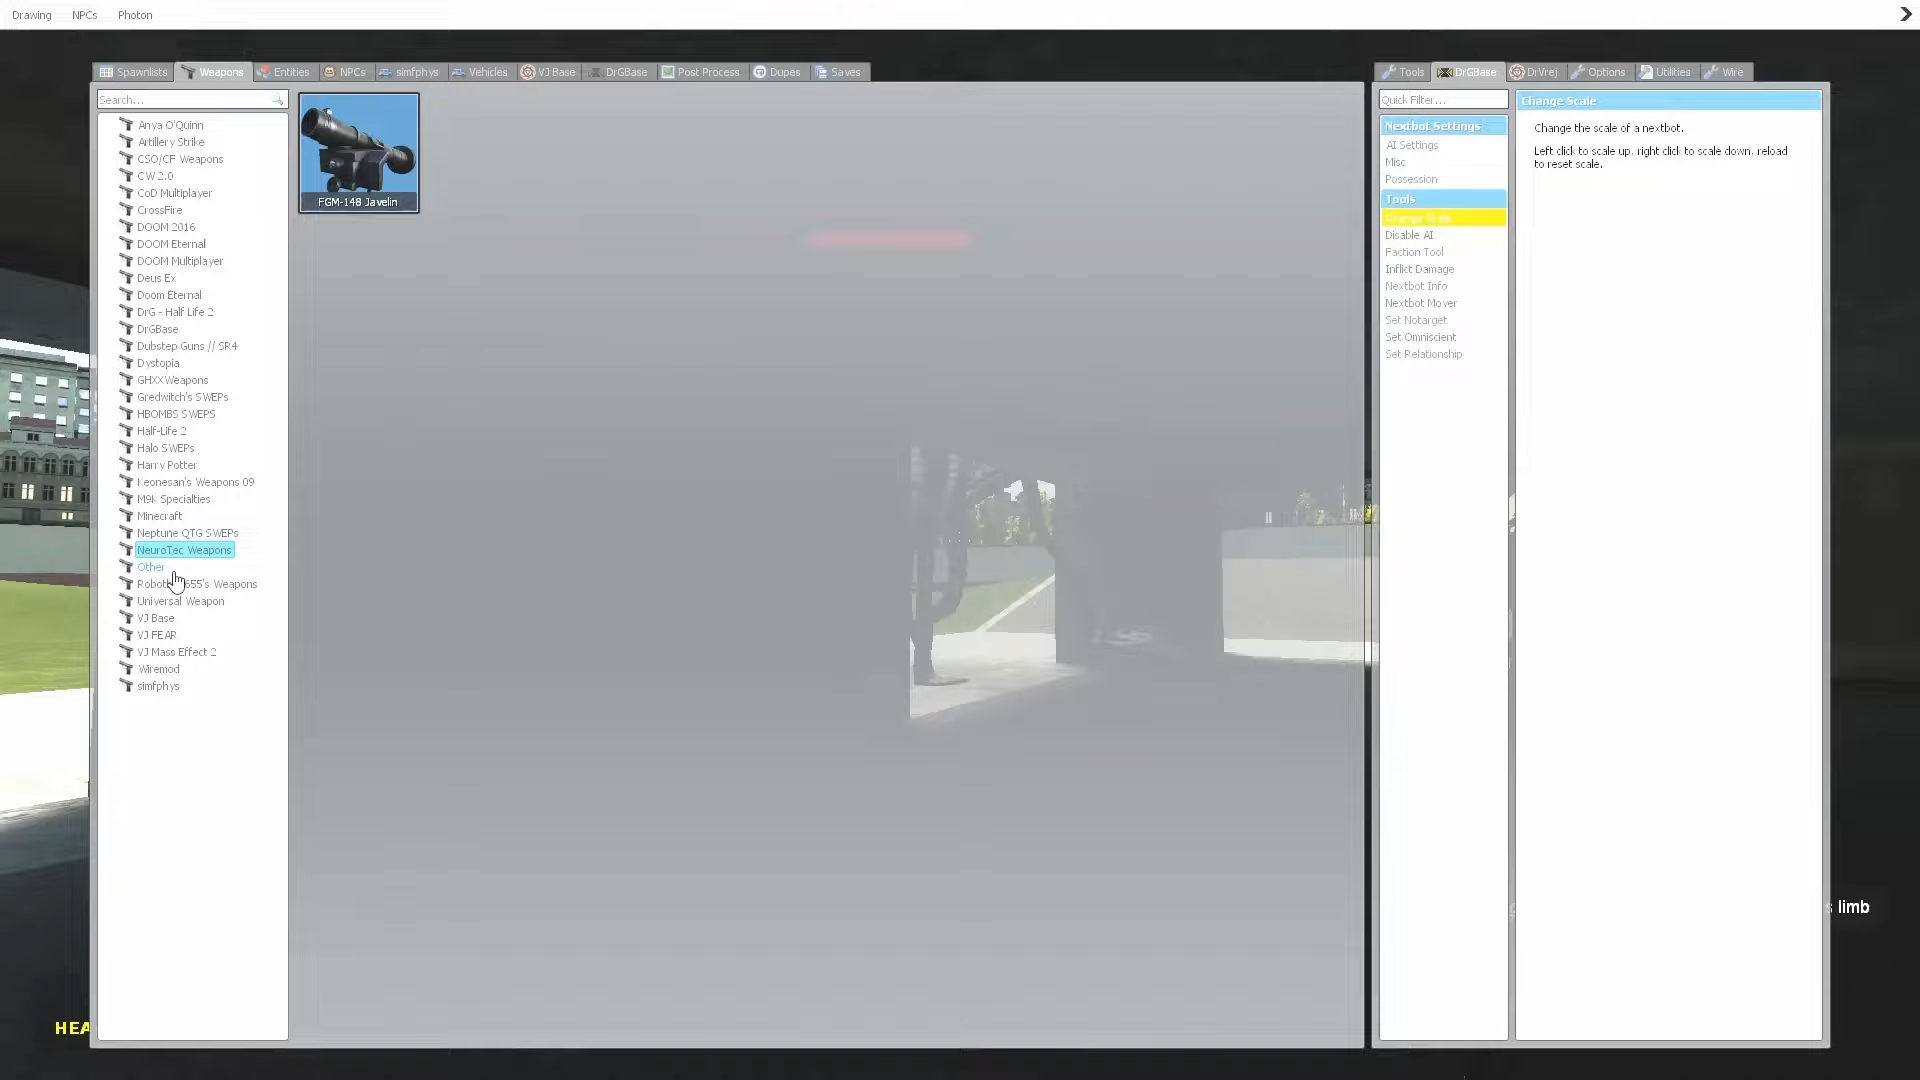 Drawing NPCs Photon
Spawnlists Weapons Entities NPCs simfphys Vehicles VJ Base DrGBase Post Process Dupes Saves
Tools DrGBase DrVrej Options Utilities Wire
Search...
Anya O'Quinn
Artillery Strike
CSO/CF Weapons
CW 2.0
CoD Multiplayer
CrossFire
DOOM 2016
DOOM Eternal
DOOM Multiplayer
Deus Ex
Doom Eternal
DrG - Half Life 2
DrGBase
Dubstep Guns // SR4
Dystopia
GHXXWeapons
Gredwitch's SWEPs
HBOMBS SWEPS
Half-Life 2
Halo SWEPs
Harry Potter
Keonesan's Weapons 09
M9K Specialties
Minecraft
Neptune QTG SWEPs
NeuroTec Weapons
Other
Weapons
Universal Weapon
VJ Base
VJ FEAR
VJ Mass Effect 2
Wiremod
simfphys
FGM-148 Javelin
Quick Filter...
Nextbot Settings
AI Settings
Misc
Possession
Tools
Change Scale
Disable AI
Faction Tool
Inflict Damage
Nextbot Info
Nextbot Mover
Set Notarget
Set Omniscient
Set Relationship
Change Scale
Change the scale of a nextbot.
Left click to scale up, right click to scale down, reload
to reset scale.
limb
HEA